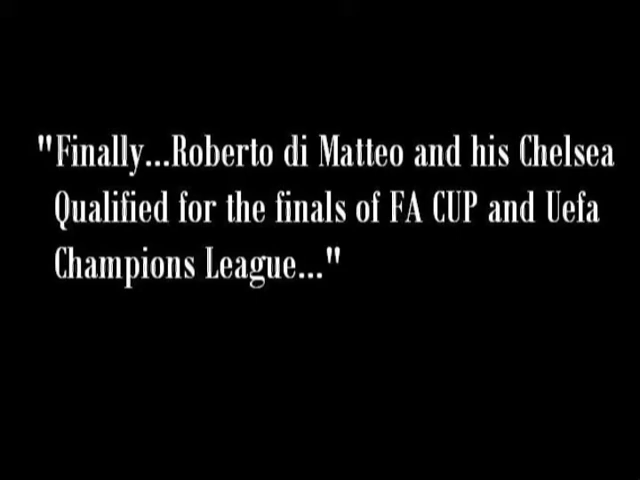 "Finally...Roberto di Matteo and his Chelsea
Qualified for the finals of FA CUP and Uefa
Champions League..."